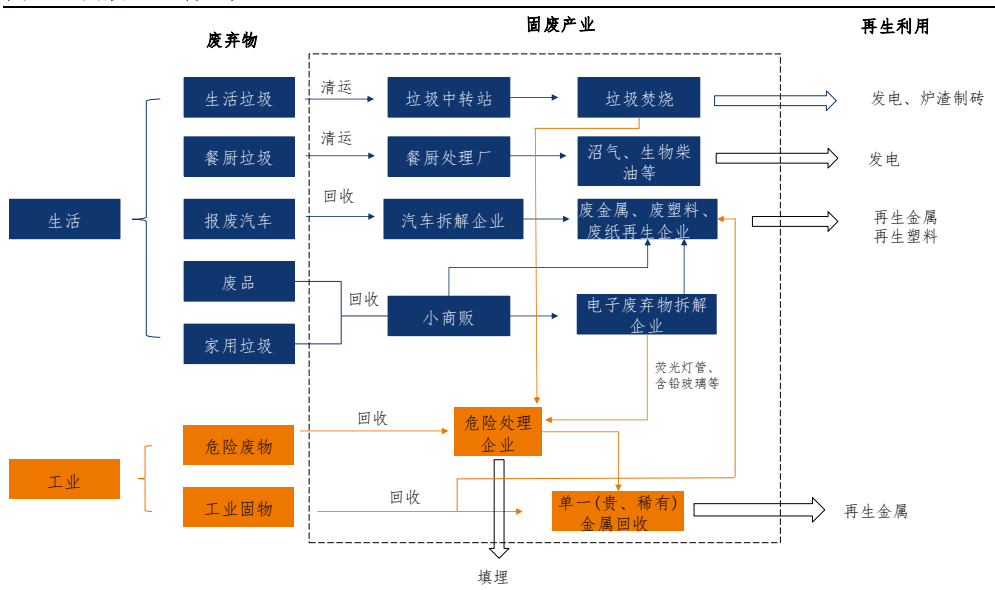 废弃物
固废产业
再生利用
生活垃圾
清运
垃圾中转站
垃圾焚烧
发电、炉渣制砖
餐厨垃圾
清运
餐厨处理厂
沼气、生物柴
油等
发电
生活
报废汽车
回收
汽车拆解企业
废金属、废塑料、
废纸再生企业
再生金属
再生塑料
废品
回收
小商贩
电子废弃物拆解
企业
家用垃圾
荧光灯管、
含铅玻璃等
工业
危险废物
回收
危险处理
企业
工业固物
回收
单一(贵、稀有)
金属回收
再生金属
填埋